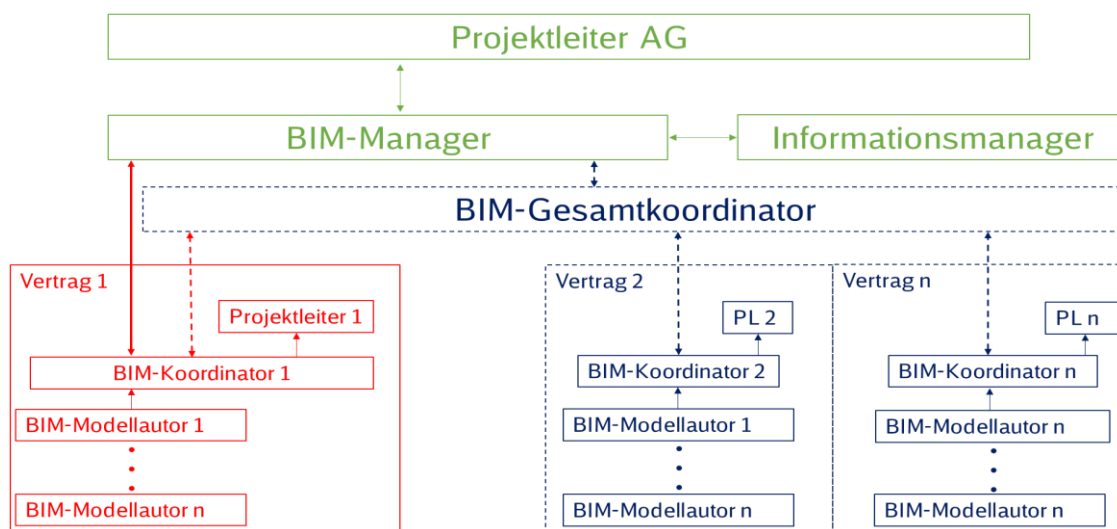 Projektleiter AG
BIM-Manager
Informationsmanager
BIM-Gesamtkoordinator
Vertrag 1
Projektleiter 1
BIM-Koordinator 1
BIM-Modellautor 1
BIM-Modellautor n
Vertrag 2
PL 2
BIM-Koordinator 2
BIM-Modellautor 1
BIM-Modellautor n
Vertrag n
PL n
BIM-Koordinator n
BIM-Modellautor n
BIM-Modellautor n